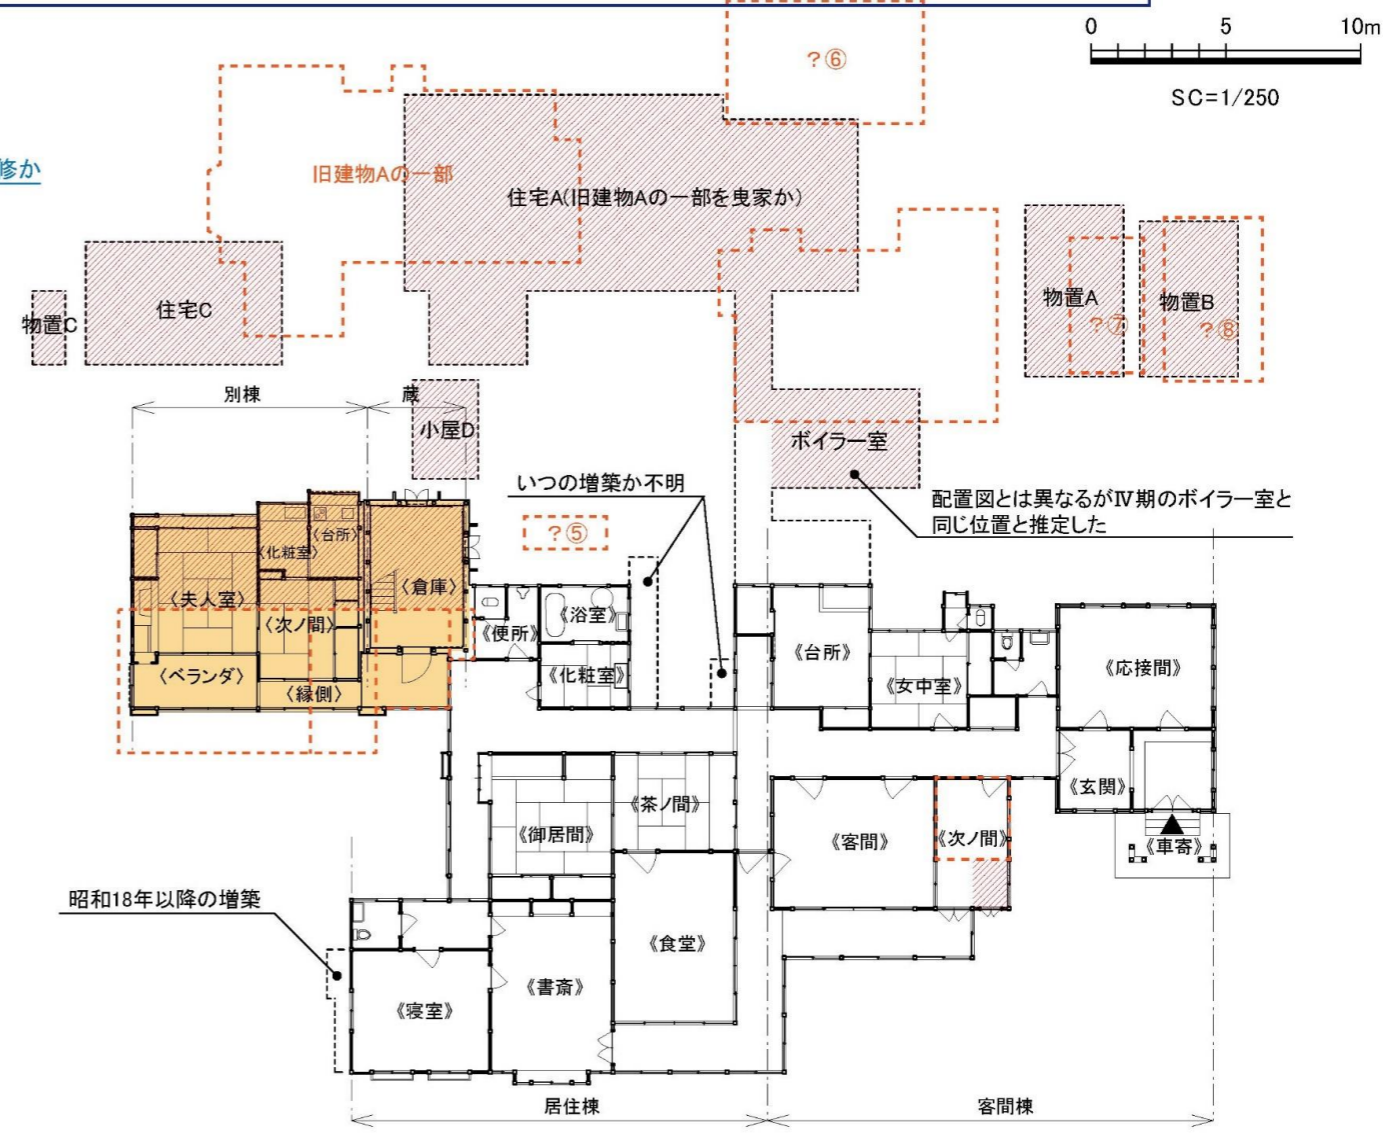 0 5 10m
SC=1/250
?⑥
修か
旧建物Aの一部
住宅A(旧建物Aの一部を曳家か)
物置C
住宅C
物置A
?⑦
物置B
?⑧
別棟
蔵
小屋D
ボイラー室
いつの増築か不明
?⑤
配置図とは異なるがⅣ期のボイラー室と
同じ位置と推定した
〈台所〉
〈化粧室〉
〈夫人室〉
〈倉庫〉
〈次ノ間〉
〈ベランダ〉
〈縁側〉
《便所》
《浴室》
《化粧室》
《台所》
《女中室》
《応接間》
《玄関》
《車寄》
《御居間》
《茶ノ間》
《客間》
《次ノ間》
昭和18年以降の増築
《食堂》
《書斎》
《寝室》
居住棟
客間棟